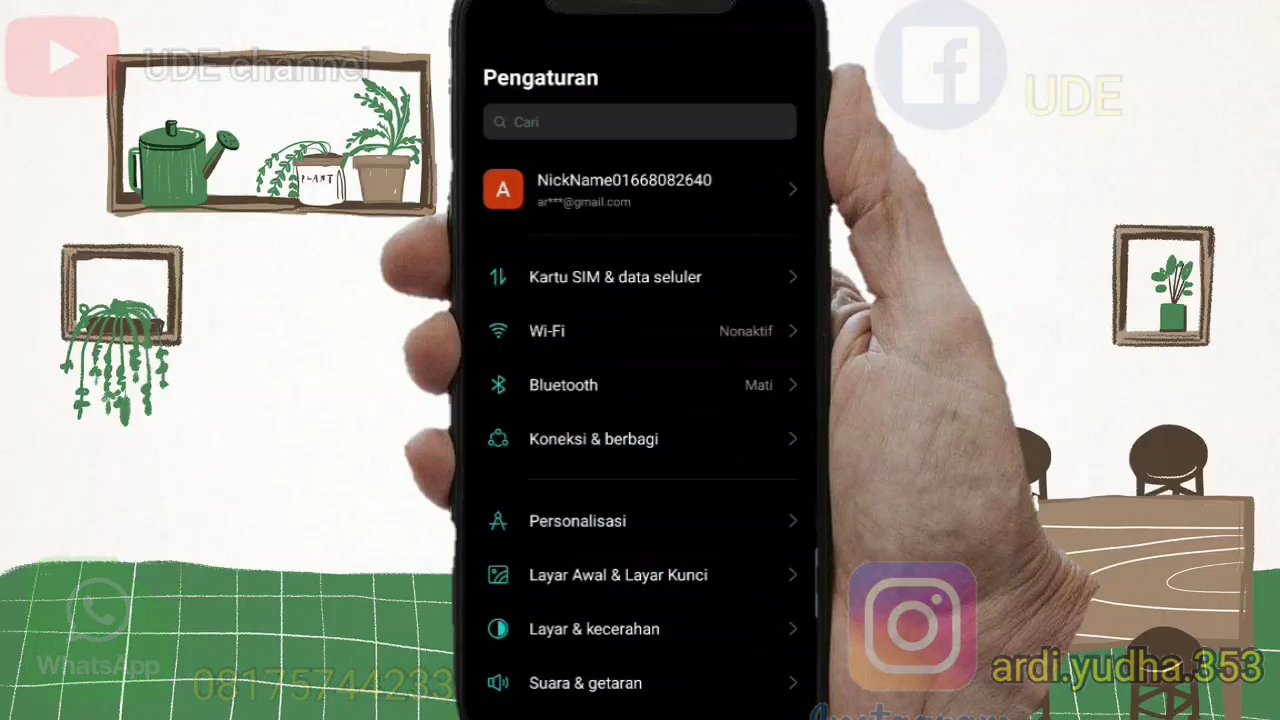 UDE channel
UDE
PLANT
Pengaturan
Cari
A
NickName01668082640
ar***@gmail.com
Kartu SIM & data seluler
Wi-Fi
Nonaktif
Bluetooth
Mati
Koneksi & berbagi
Personalisasi
Layar Awal & Layar Kunci
Layar & kecerahan
Suara & getaran
WhatsApp
08175744233
ardi.yudha.353
Instagram